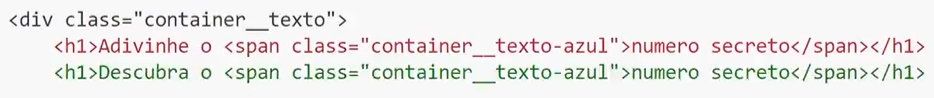 <div class="container__texto">
<h1>Adivinhe o <span class="container__texto-azul">numero secreto</span></h1>
<h1>Descubra o <span class="container__texto-azul">numero secreto</span></h1>